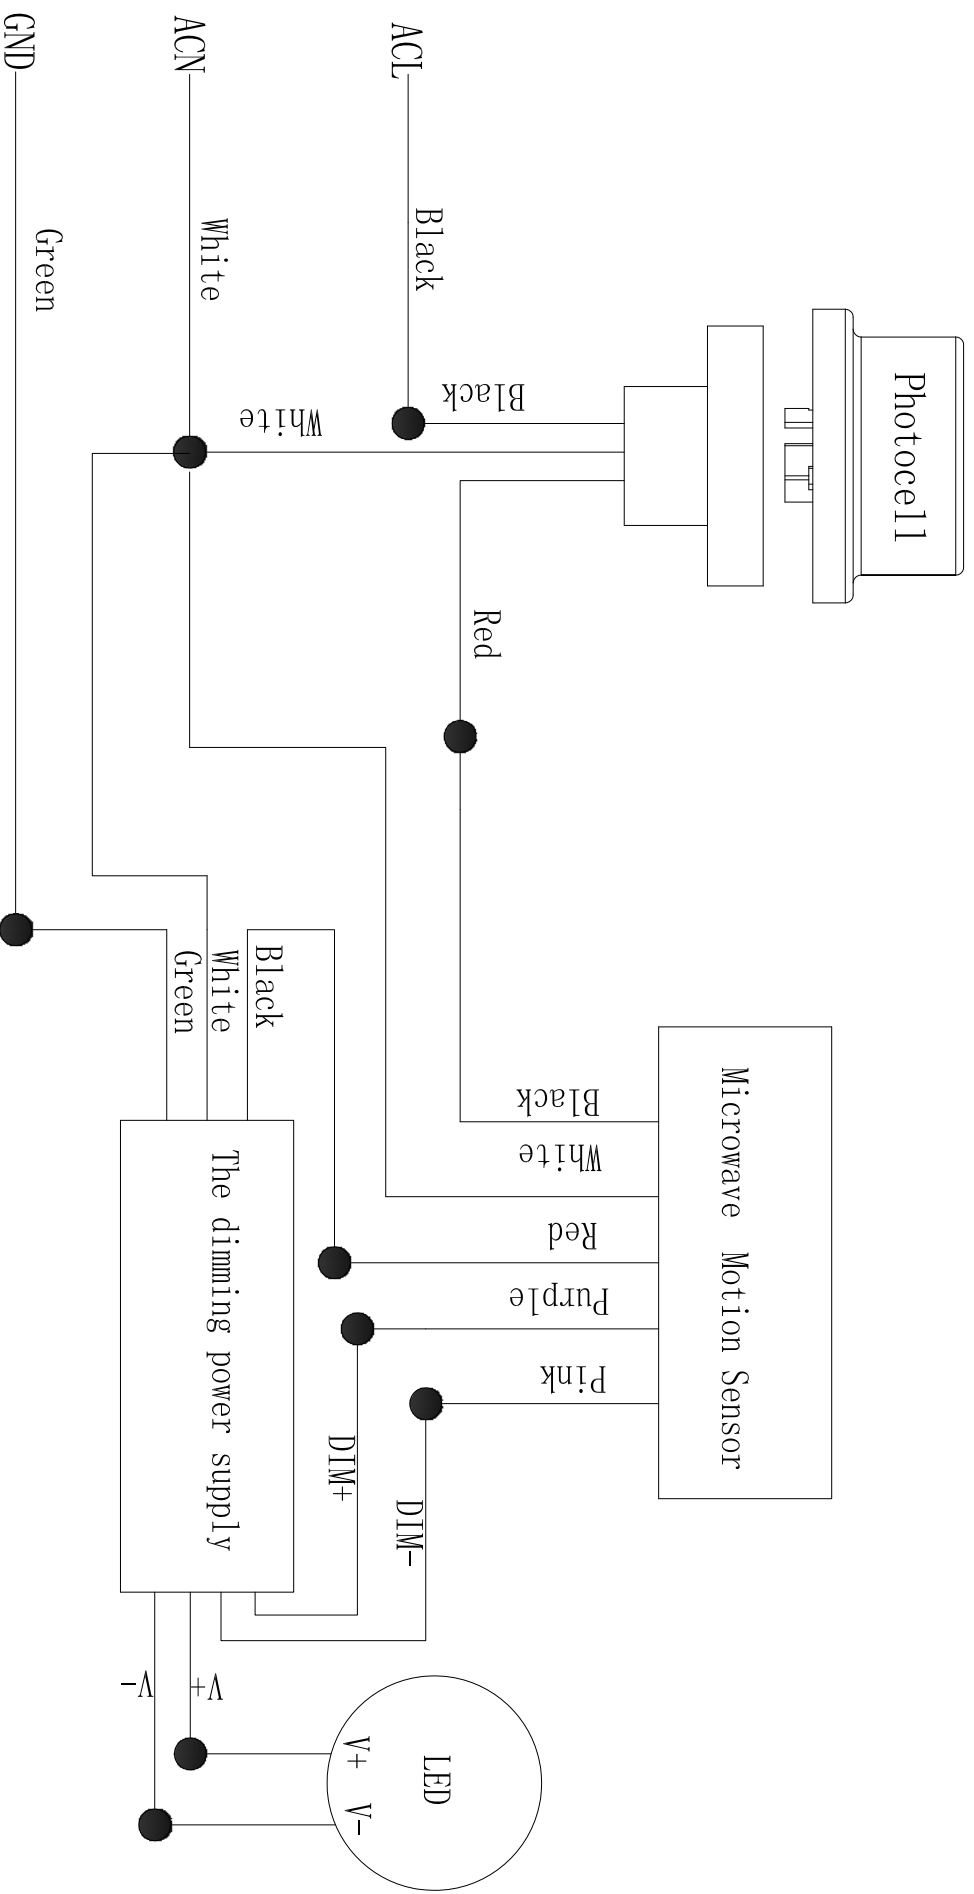 Photocell
Microwave Motion Sensor
Black
Black
White
Red
Purple
Pink
Red
ACL
Black
White
LED
V+
V-
DIM-
DIM+
Black
White
Green
The dimming power supply
V+
V-
ACN
White
GND
Green